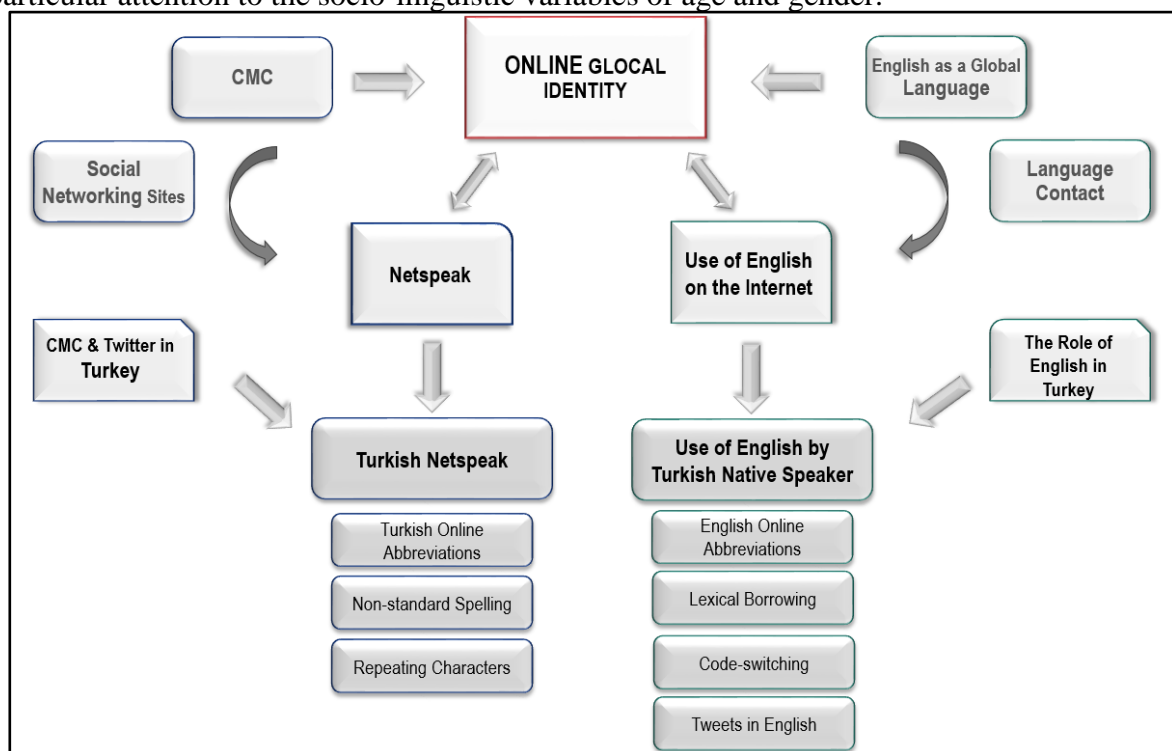 particular attention to the socio-linguistic variables of age and gender.
CMC
ONLINE GLOCAL
IDENTITY
English as a Global
Language
Social
Networking Sites
Language
Contact
Netspeak
Use of English
on the Internet
CMC & Twitter in
Turkey
The Role of
English in
Turkey
Turkish Netspeak
Use of English by
Turkish Native Speaker
Turkish Online
Abbreviations
English Online
Abbreviations
Non-standard Spelling
Lexical Borrowing
Repeating Characters
Code-switching
Tweets in English